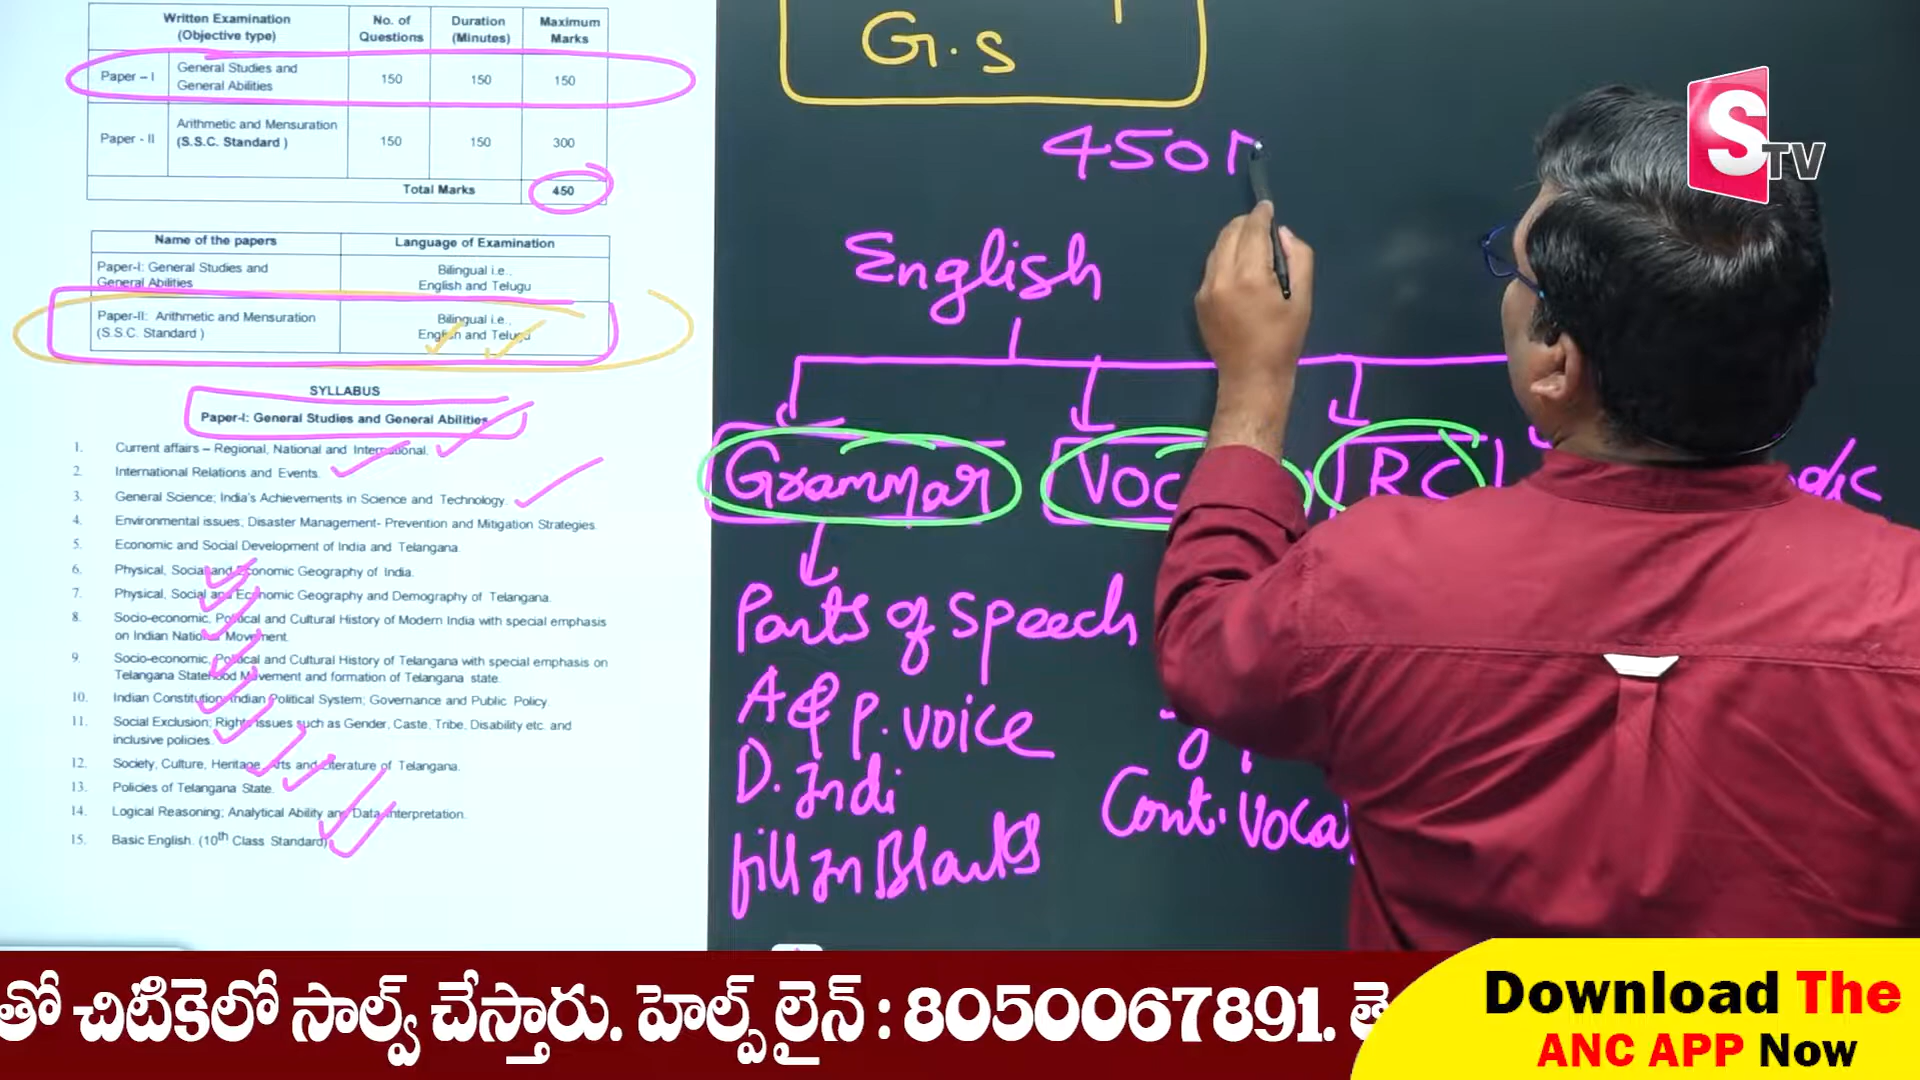 Written Examination (Objective type) No. of Questions Duration (Minutes) Maximum Marks
Paper – I General Studies and General Abilities 150 150 150
Paper - II Arithmetic and Mensuration (S.S.C. Standard ) 150 150 300
Total Marks 450
Name of the papers Language of Examination
Paper-I: General Studies and General Abilities Bilingual i.e., English and Telugu
Paper-II: Arithmetic and Mensuration (S.S.C. Standard ) Bilingual i.e., English and Telugu
SYLLABUS
Paper-I: General Studies and General Abilities
1. Current affairs – Regional, National and International.
2. International Relations and Events.
3. General Science; India's Achievements in Science and Technology.
4. Environmental issues; Disaster Management- Prevention and Mitigation Strategies.
5. Economic and Social Development of India and Telangana.
6. Physical, Social and Economic Geography of India.
7. Physical, Social and Economic Geography and Demography of Telangana.
8. Socio-economic, Political and Cultural History of Modern India with special emphasis
on Indian National Movement.
9. Socio-economic, Political and Cultural History of Telangana with special emphasis on
Telangana Statehood Movement and formation of Telangana state.
10. Indian Constitution; Indian Political System; Governance and Public Policy.
11. Social Exclusion; Rights issues such as Gender, Caste, Tribe, Disability etc. and
inclusive policies.
12. Society, Culture, Heritage, Arts and Literature of Telangana.
13. Policies of Telangana State.
14. Logical Reasoning; Analytical Ability and Data Interpretation.
15. Basic English. (10th Class Standard)
G.S
450
English
Grammar VOC RC
Parts of speech
A & P. voice
D. Indi
fill In Blanks
Cont. Voca
S TV
తో చిటికెలో సాల్వ్ చేస్తారు. హెల్ప్ లైన్ : 8050067891. తె
Download The
ANC APP Now